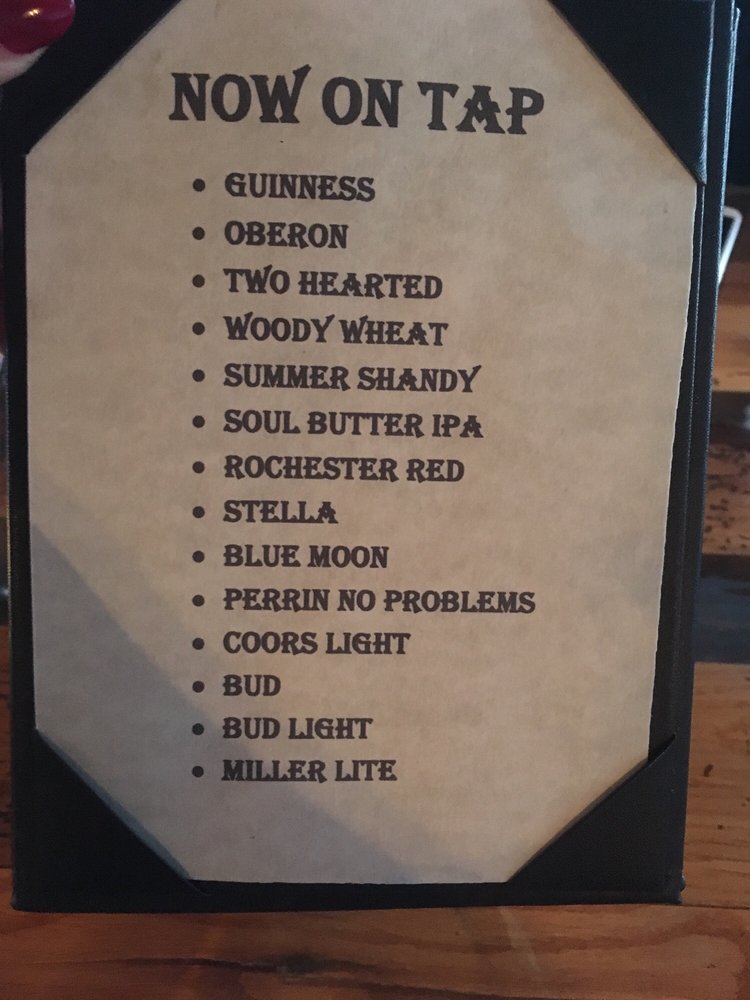 NOW ON TAP
• GUINNESS
• OBERON
• TWO HEARTED
• WOODY WHEAT
• SUMMER SHANDY
• SOUL BUTTER IPA
• ROCHESTER RED
• STELLA
• BLUE MOON
• PERRIN NO PROBLEMS
• COORS LIGHT
• BUD
• BUD LIGHT
• MILLER LITE